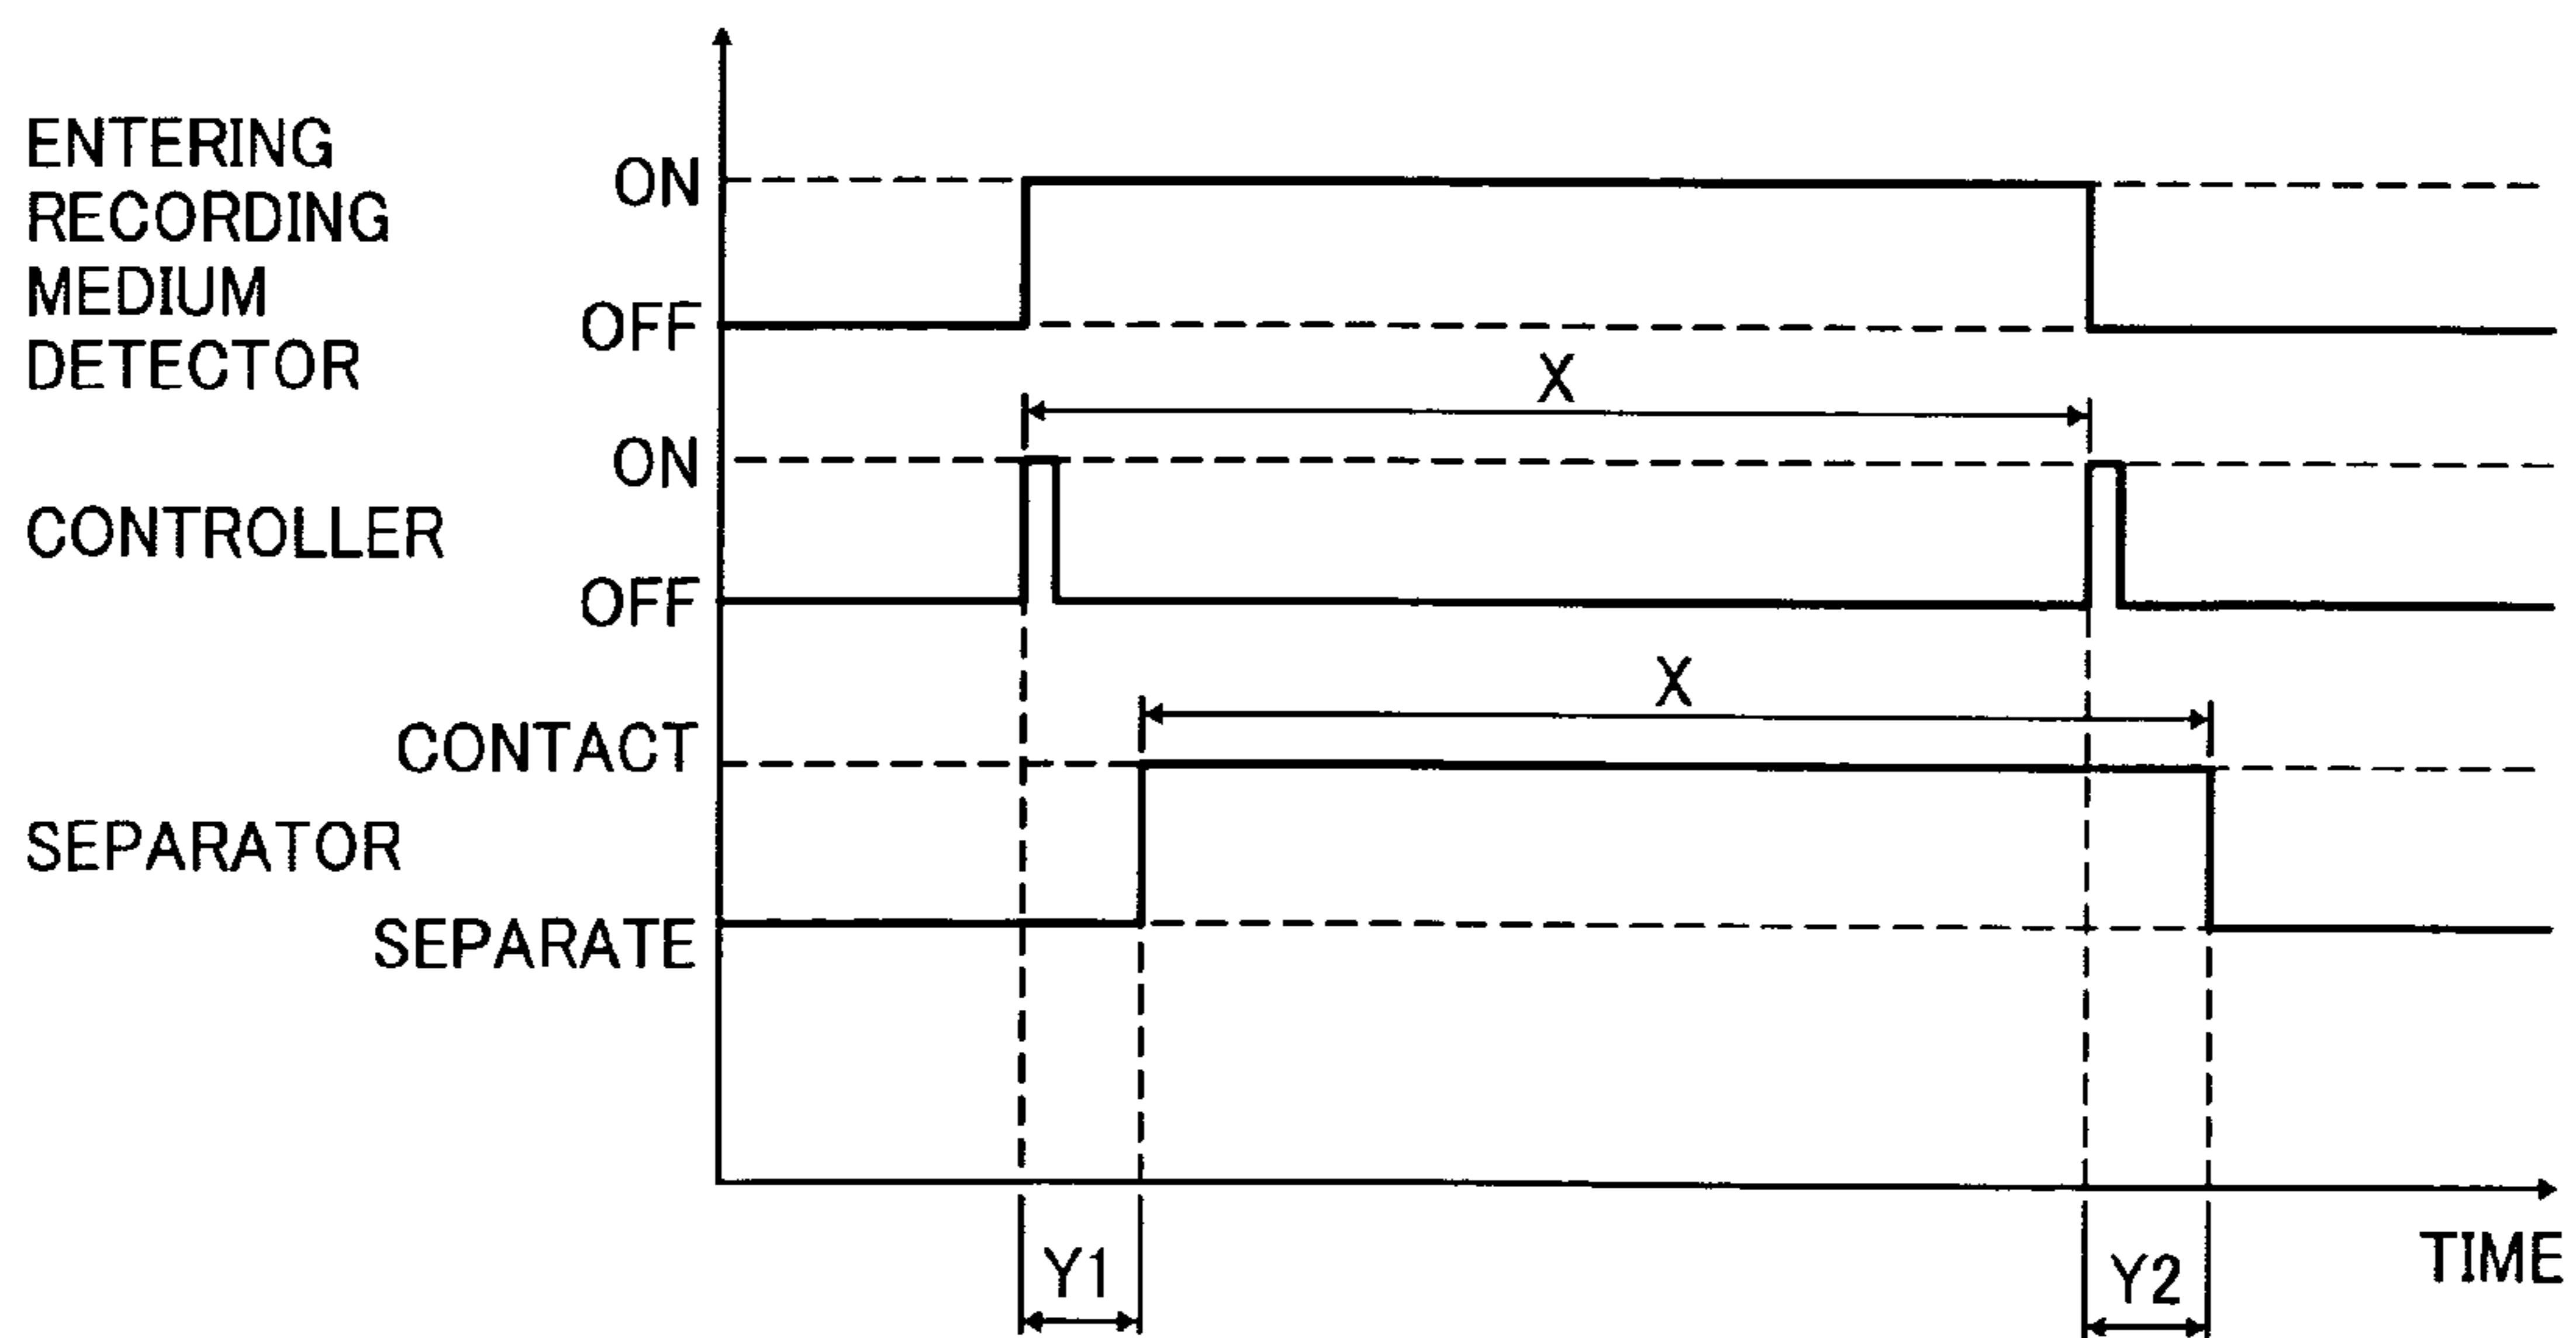 ENTERING
RECORDING
MEDIUM
DETECTOR
ON
OFF
X
CONTROLLER
ON
OFF
X
SEPARATOR
CONTACT
SEPARATE
Y1
Y2
TIME